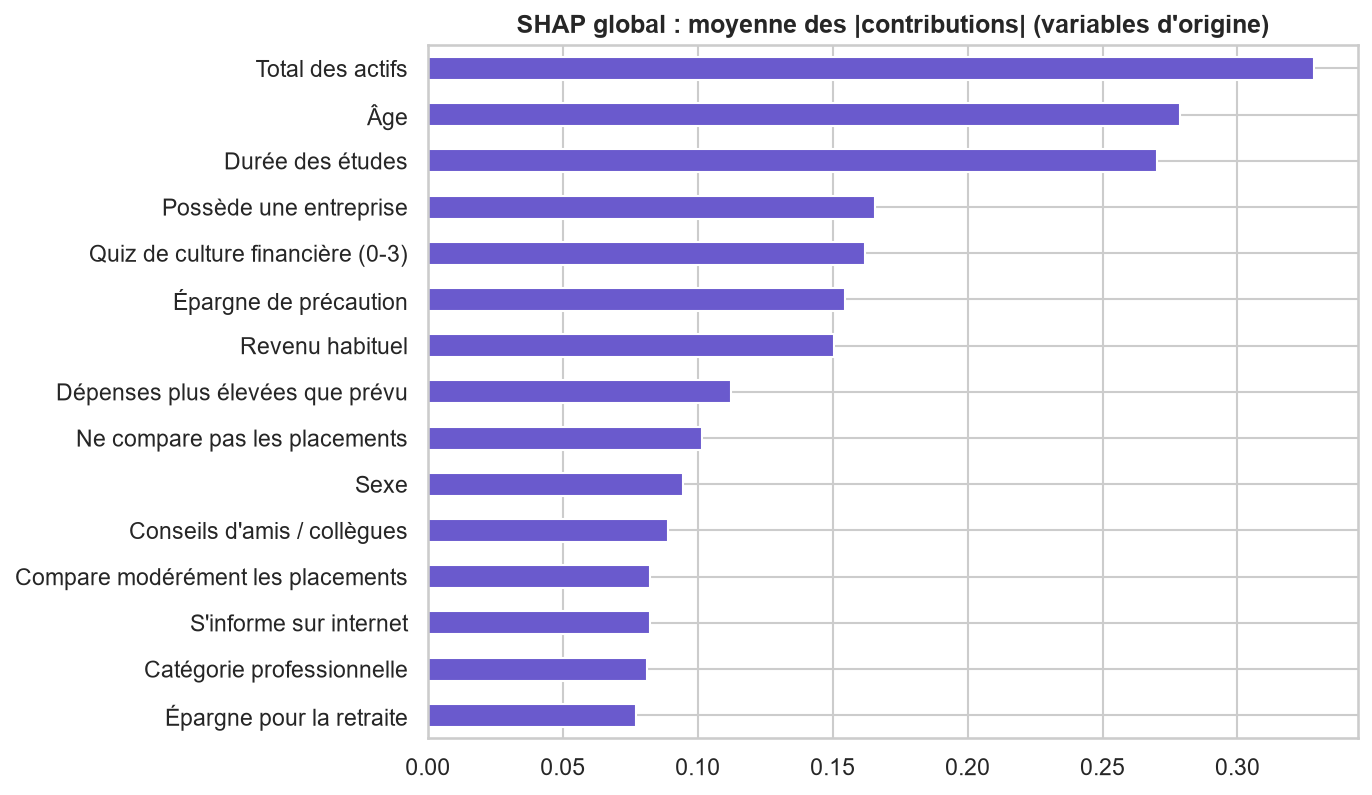 SHAP global : moyenne des |contributions| (variables d'origine)
Total des actifs
Âge
Durée des études
Possède une entreprise
Quiz de culture financière (0-3)
Épargne de précaution
Revenu habituel
Dépenses plus élevées que prévu
Ne compare pas les placements
Sexe
Conseils d'amis / collègues
Compare modérément les placements
S'informe sur internet
Catégorie professionnelle
Épargne pour la retraite
0.00 0.05 0.10 0.15 0.20 0.25 0.30